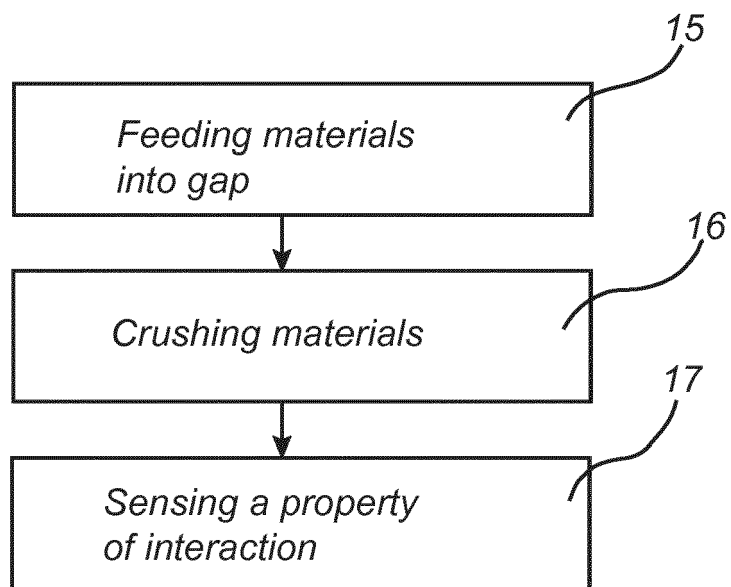 15
Feeding materials
into gap
16
Crushing materials
17
Sensing a property
of interaction